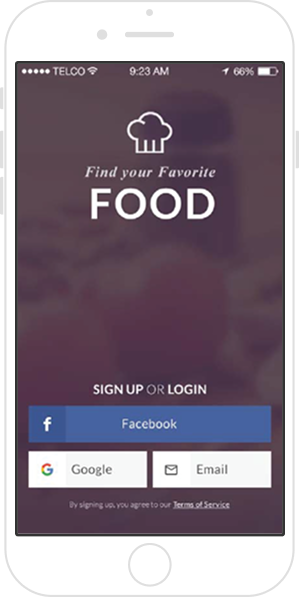 TELCO 9:23 AM 66%
Find your Favorite
FOOD
SIGN UP OR LOGIN
f Facebook
G Google Email
By signing up, you agree to our Terms of Service